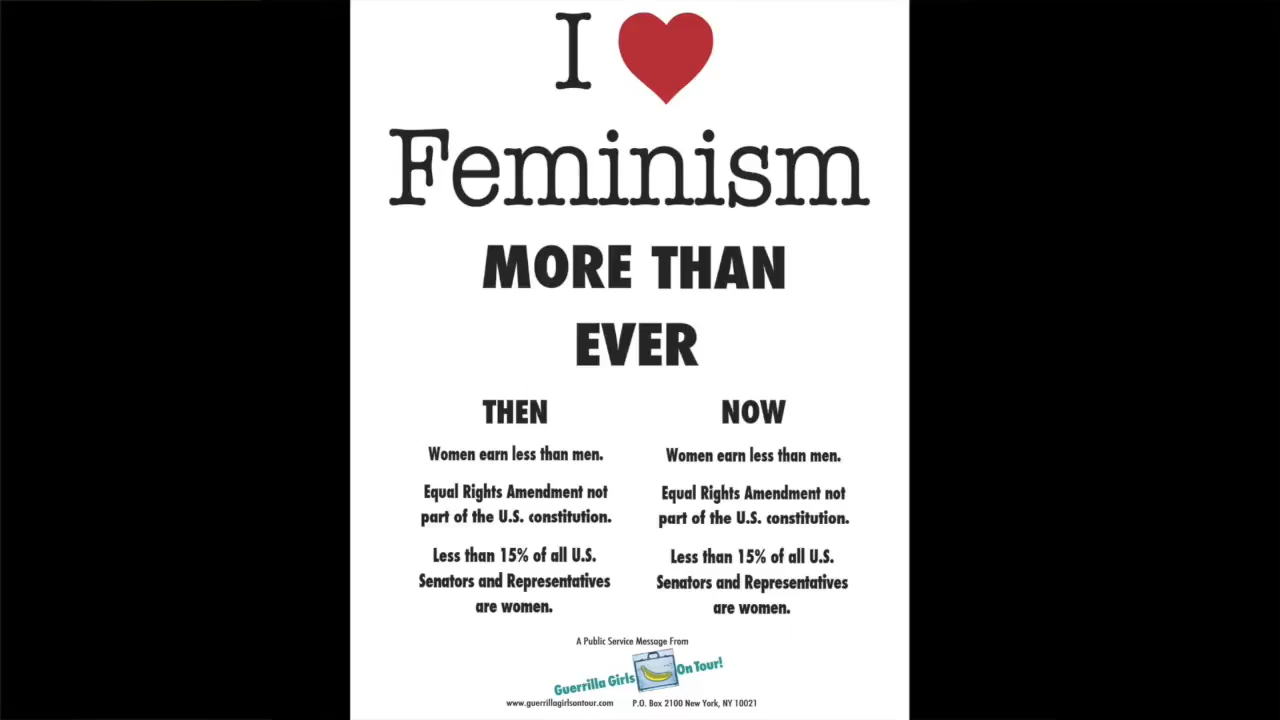 I
Feminism
MORE THAN
EVER
THEN
Women earn less than men.
Equal Rights Amendment not
part of the U.S. constitution.
Less than 15% of all U.S.
Senators and Representatives
are women.
NOW
Women earn less than men.
Equal Rights Amendment not
part of the U.S. constitution.
Less than 15% of all U.S.
Senators and Representatives
are women.
A Public Service Message From
Guerrilla Girls On Tour!
www.guerrillagirlsontour.com P.O. Box 2100 New York, NY 10021